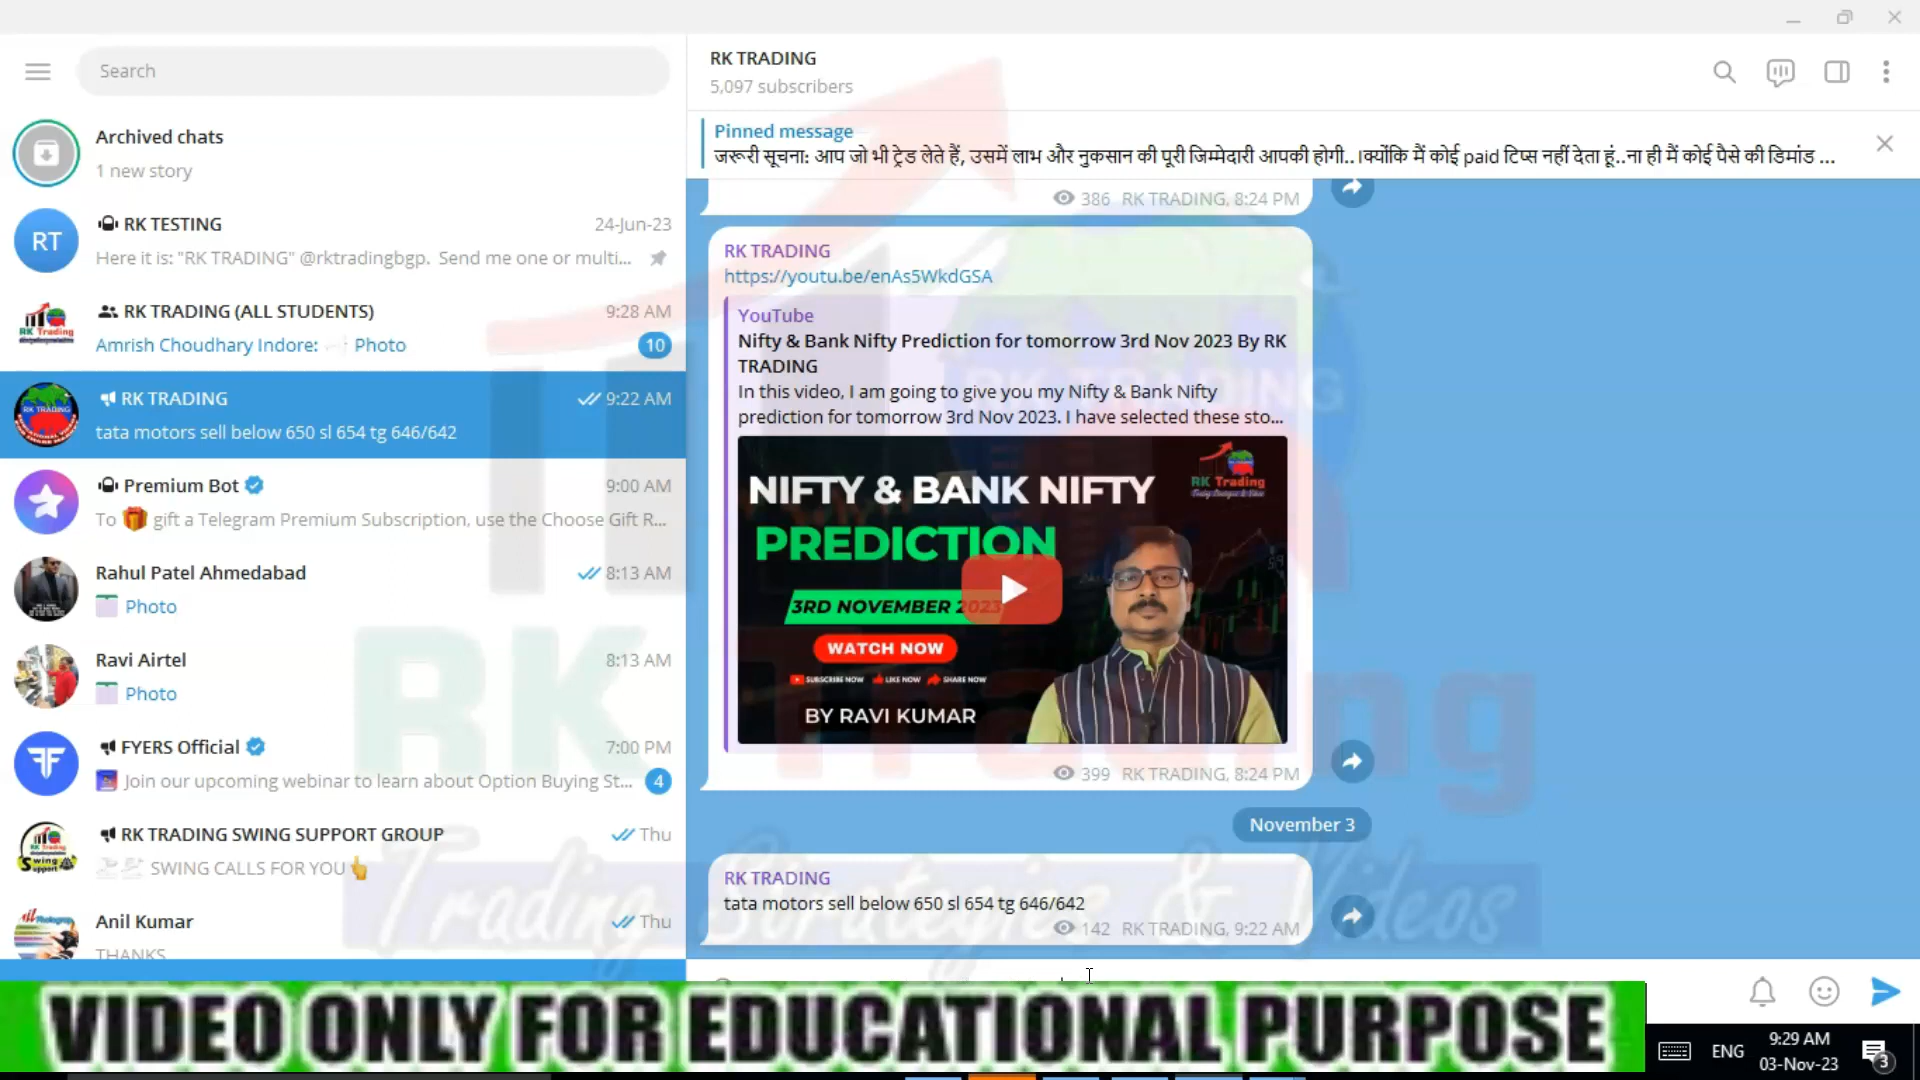 Search
RK TRADING
5,097 subscribers
Archived chats
1 new story
Pinned message
जरूरी सूचना: आप जो भी ट्रेड लेते हैं, उसमें लाभ और नुकसान की पूरी जिम्मेदारी आपकी होगी..।क्योंकि मैं कोई paid टिप्स नहीं देता हूं..ना ही मैं कोई पैसे की डिमांड ...
RK TESTING 24-Jun-23
Here it is: "RK TRADING" @rktradingbgp. Send me one or multi...
RT
RK TRADING (ALL STUDENTS) 9:28 AM
Amrish Choudhary Indore: Photo 10
RK TRADING 9:22 AM
tata motors sell below 650 sl 654 tg 646/642
Premium Bot 9:00 AM
To 🎁 gift a Telegram Premium Subscription, use the Choose Gift R...
Rahul Patel Ahmedabad 8:13 AM
Photo
Ravi Airtel 8:13 AM
Photo
FYERS Official 7:00 PM
Join our upcoming webinar to learn about Option Buying St... 4
RK TRADING SWING SUPPORT GROUP Thu
SWING CALLS FOR YOU👆
Anil Kumar Thu
THANKS
386 RK TRADING, 8:24 PM
RK TRADING
https://youtu.be/enAs5WkdGSA
YouTube
Nifty & Bank Nifty Prediction for tomorrow 3rd Nov 2023 By RK
TRADING
In this video, I am going to give you my Nifty & Bank Nifty
prediction for tomorrow 3rd Nov 2023. I have selected these sto...
NIFTY & BANK NIFTY
RK Trading
PREDICTION
3RD NOVEMBER 2023
WATCH NOW
SUBSCRIBE NOW LIKE NOW SHARE NOW
BY RAVI KUMAR
399 RK TRADING, 8:24 PM
November 3
RK TRADING
tata motors sell below 650 sl 654 tg 646/642
142 RK TRADING, 9:22 AM
RK Trading
Trading Strategies & Videos
VIDEO ONLY FOR EDUCATIONAL PURPOSE
ENG
9:29 AM
03-Nov-23
3